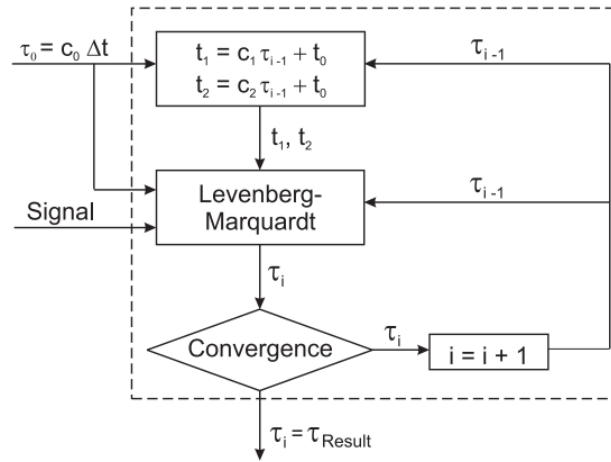 τ₀ = c₀ Δt
t₁ = c₁ τᵢ₋₁ + t₀
t₂ = c₂ τᵢ₋₁ + t₀
τᵢ₋₁
t₁, t₂
Signal
Levenberg-
Marquardt
τᵢ₋₁
τᵢ
Convergence
τᵢ
i = i + 1
τᵢ = τ_Result